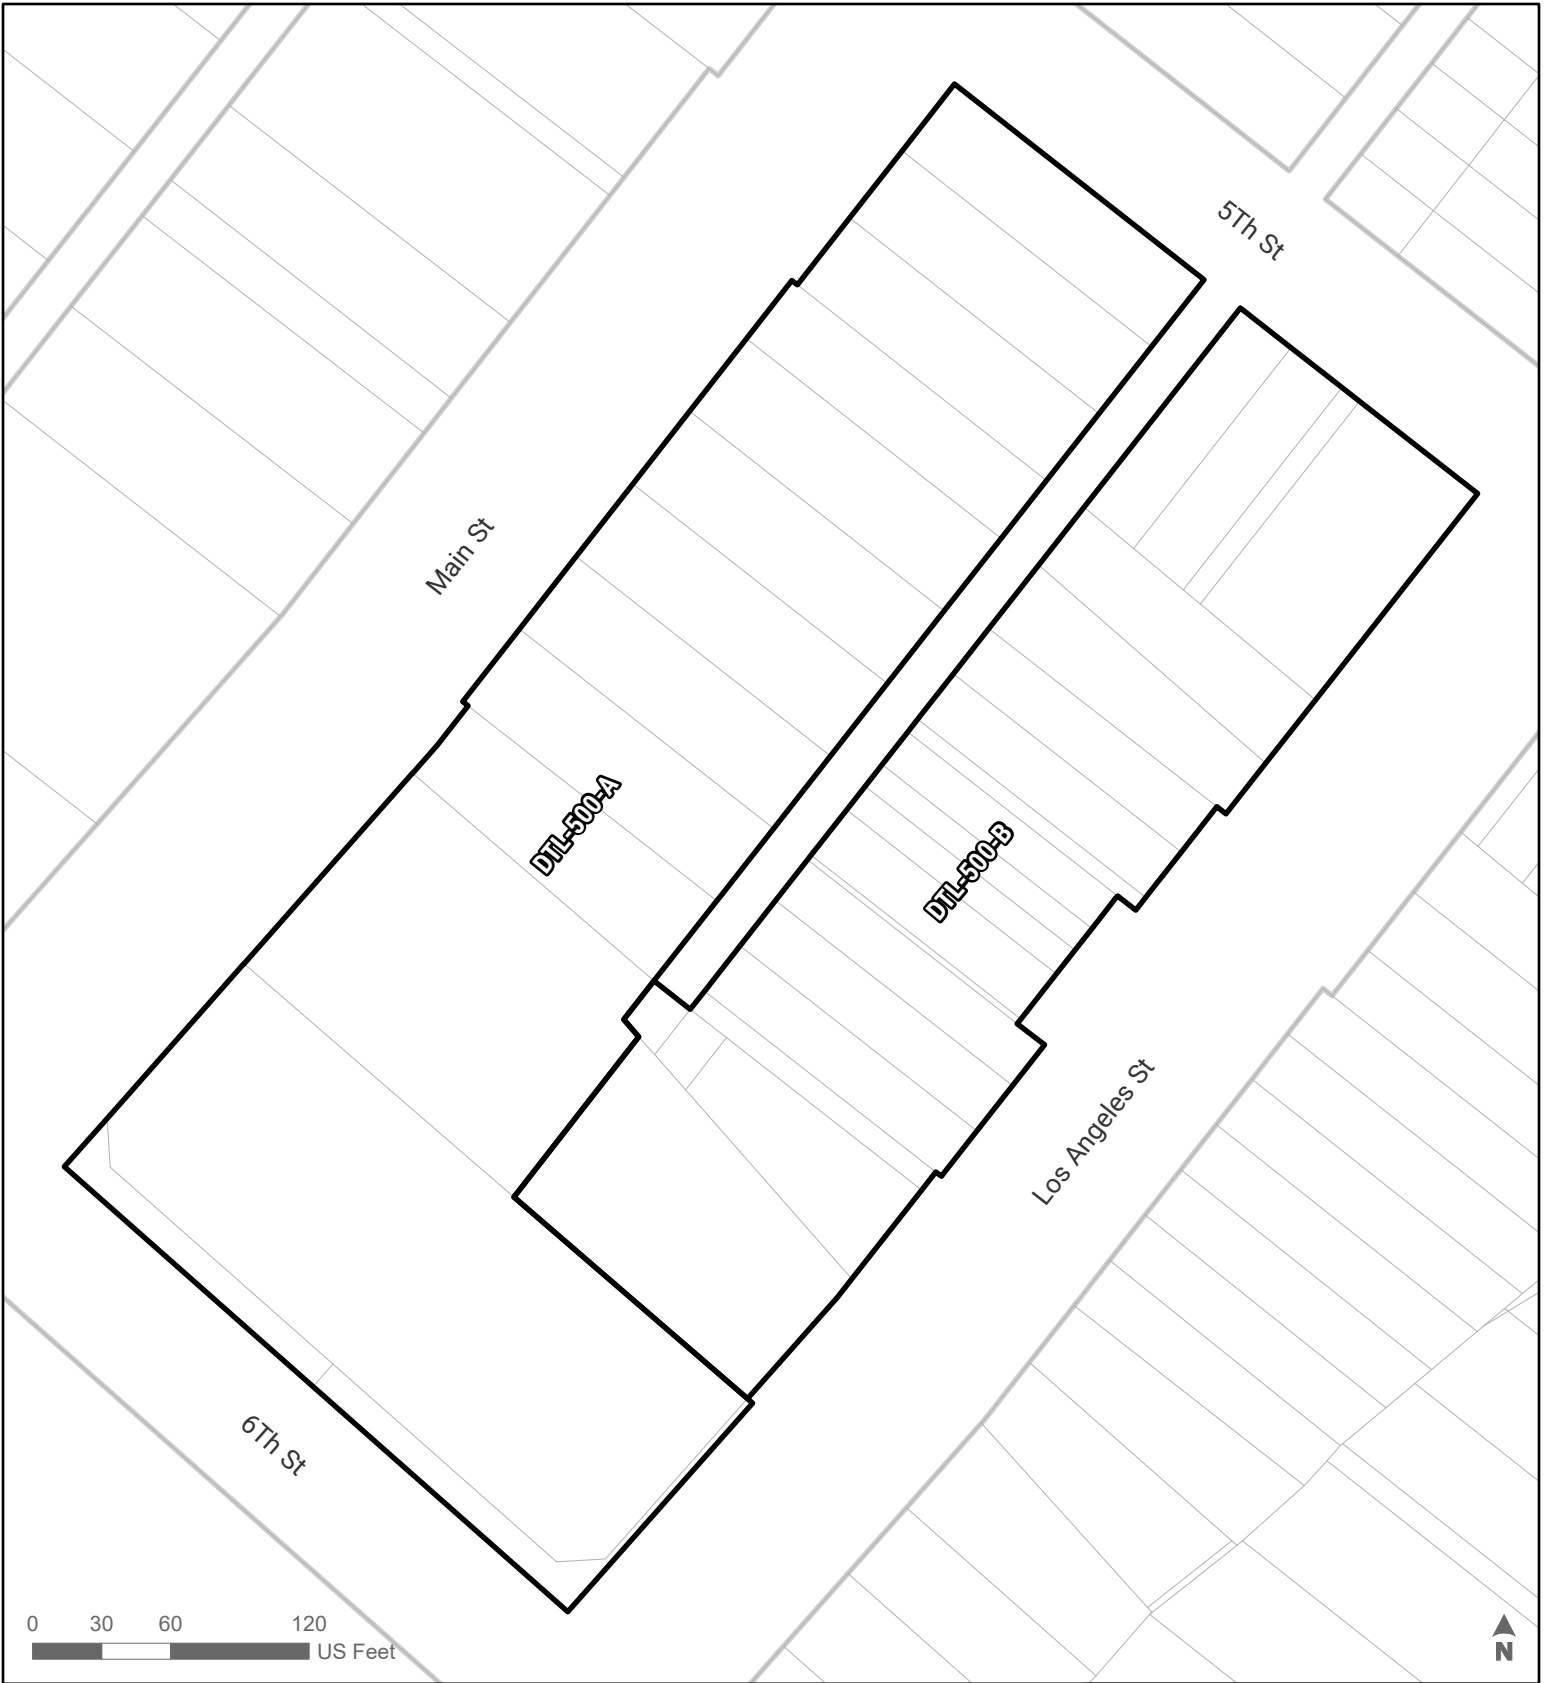 5Th St
Main St
DTL-500-A
DTL-500-B
Los Angeles St
6Th St
0 30 60 120
US Feet
N